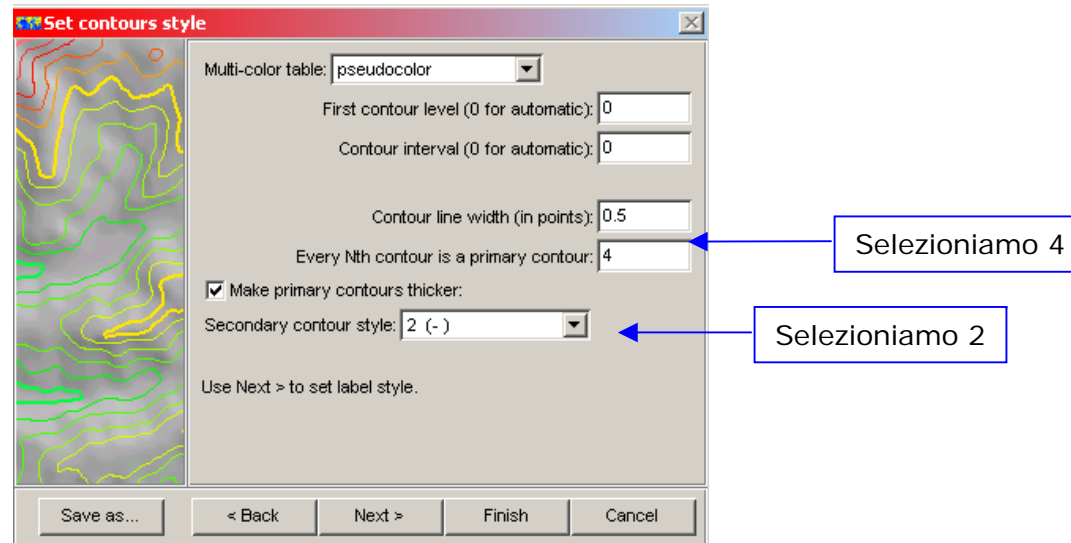 Set contours style
Multi-color table: pseudocolor
First contour level (0 for automatic): 0
Contour interval (0 for automatic): 0
Contour line width (in points): 0.5
Every Nth contour is a primary contour: 4
Selezioniamo 4
Make primary contours thicker:
Secondary contour style: 2 (- )
Selezioniamo 2
Use Next > to set label style.
Save as... < Back Next > Finish Cancel